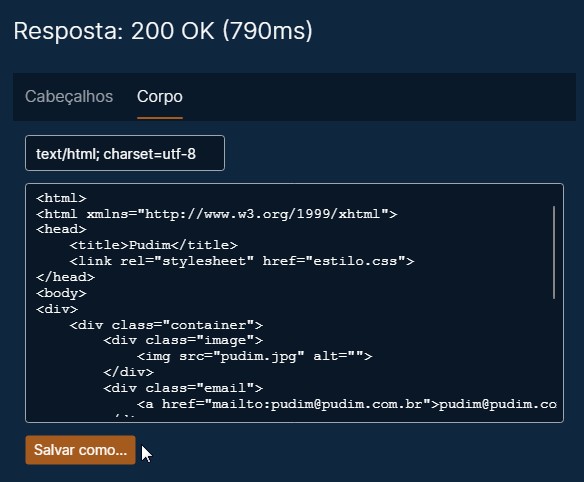 Resposta: 200 OK (790ms)
Cabeçalhos Corpo
text/html; charset=utf-8
<html>
<html xmlns="http://www.w3.org/1999/xhtml">
<head>
    <title>Pudim</title>
    <link rel="stylesheet" href="estilo.css">
</head>
<body>
<div>
    <div class="container">
        <div class="image">
            <img src="pudim.jpg" alt="">
        </div>
        <div class="email">
            <a href="mailto:pudim@pudim.com.br">pudim@pudim.co
Salvar como...